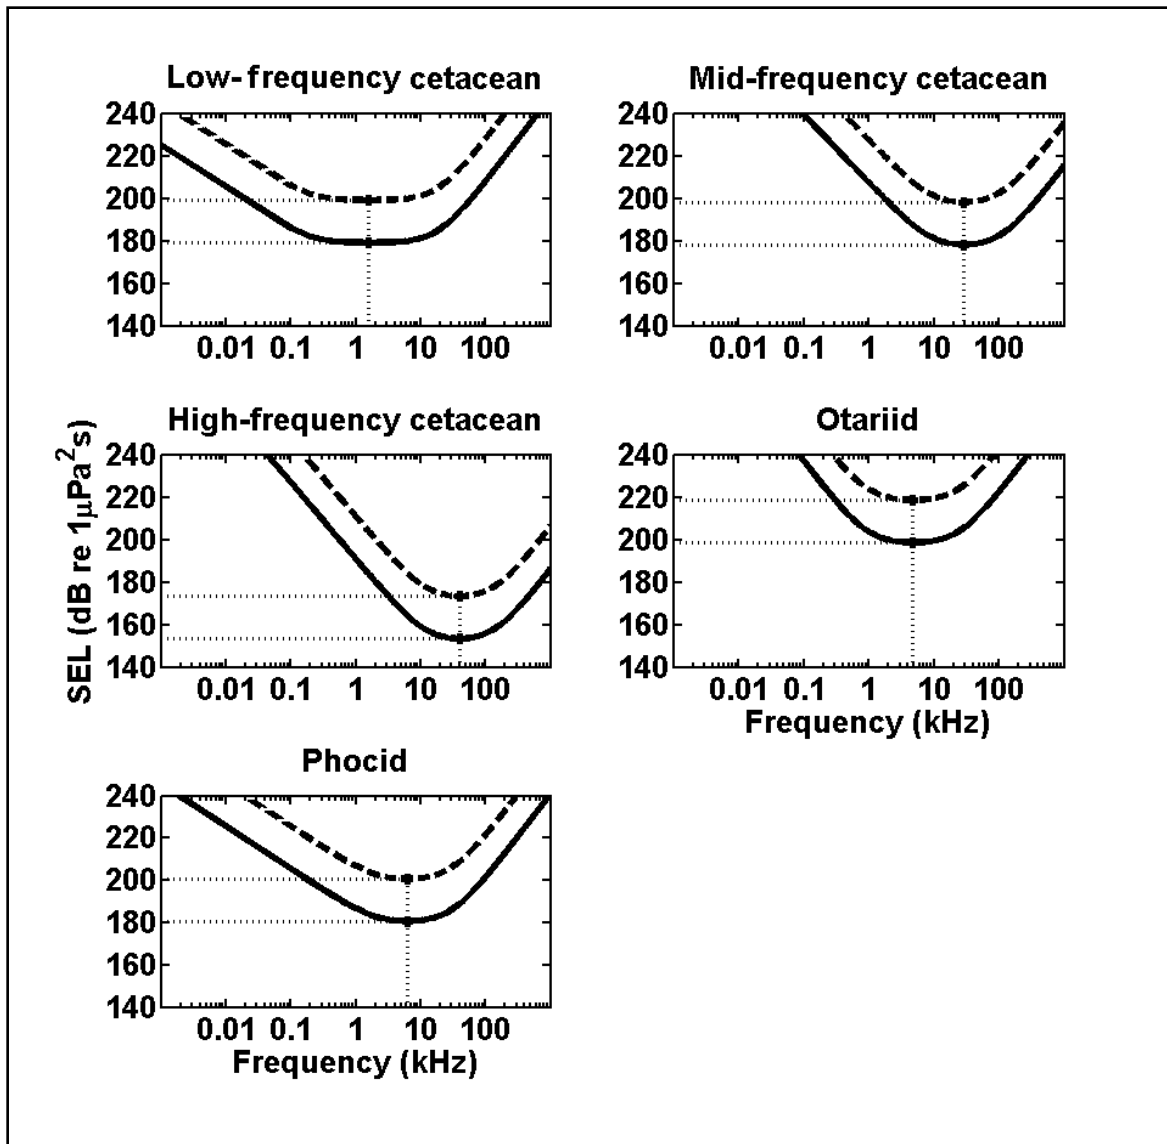 Low-frequency cetacean
240
220
200
180
160
140
0.01 0.1 1 10 100
Mid-frequency cetacean
240
220
200
180
160
140
0.01 0.1 1 10 100
SEL (dB re 1μPa²s)
High-frequency cetacean
240
220
200
180
160
140
0.01 0.1 1 10 100
Otariid
240
220
200
180
160
140
0.01 0.1 1 10 100
Frequency (kHz)
Phocid
240
220
200
180
160
140
0.01 0.1 1 10 100
Frequency (kHz)